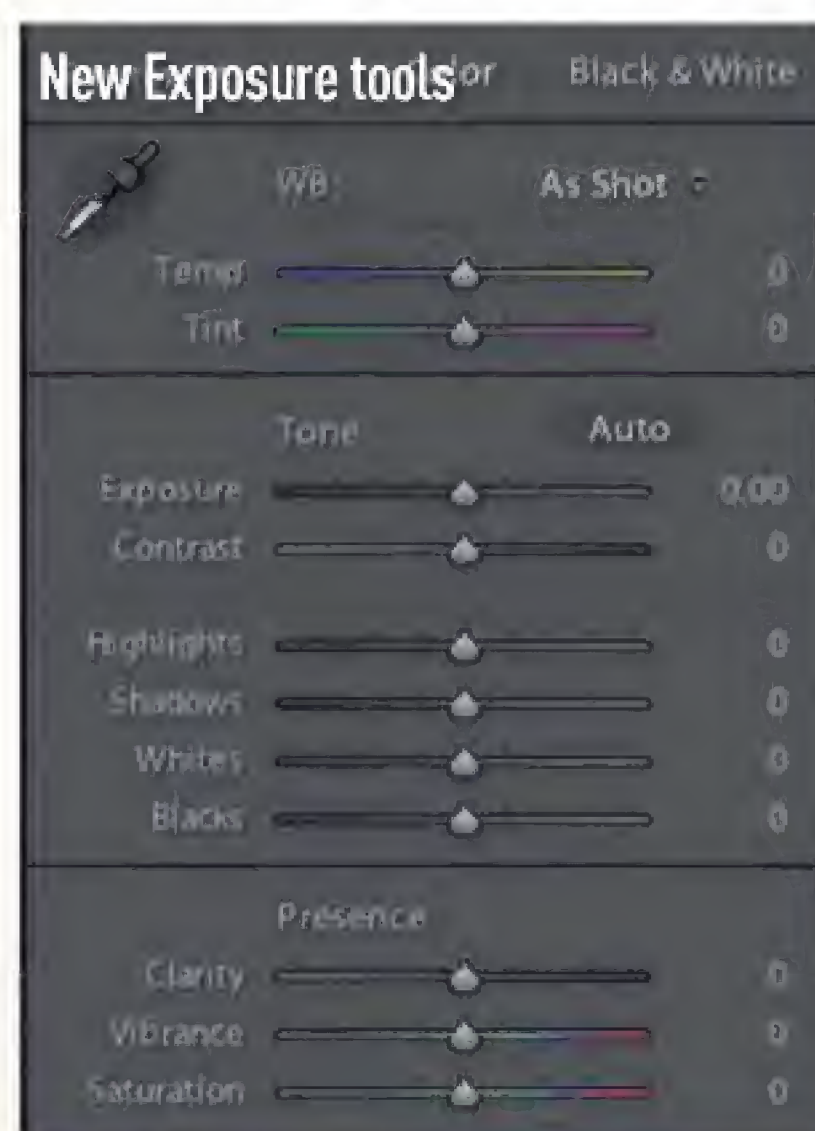 New Exposure tools
Black & White
WB: As Shot
Temp 0
Tint 0
Tone Auto
Exposure 0.00
Contrast 0
Highlights 0
Shadows 0
Whites 0
Blacks 0
Presence
Clarity 0
Vibrance 0
Saturation 0